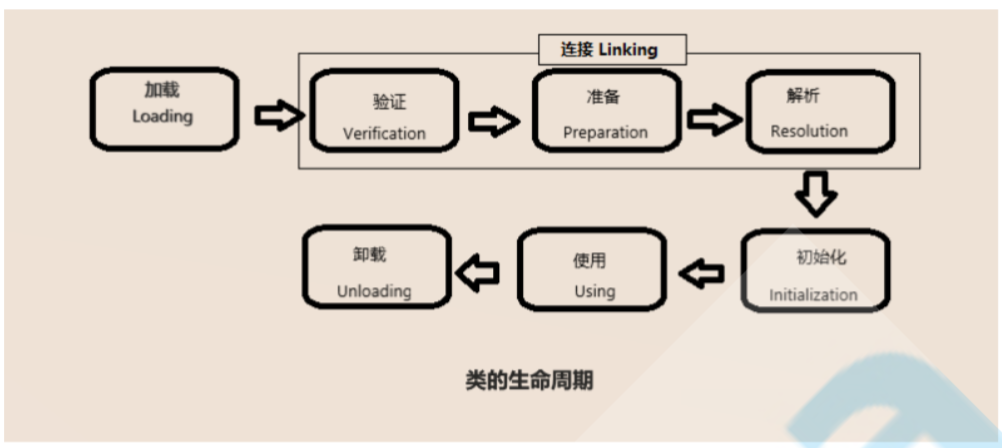 连接 Linking
加载
Loading
验证
Verification
准备
Preparation
解析
Resolution
初始化
Initialization
使用
Using
卸载
Unloading
类的生命周期